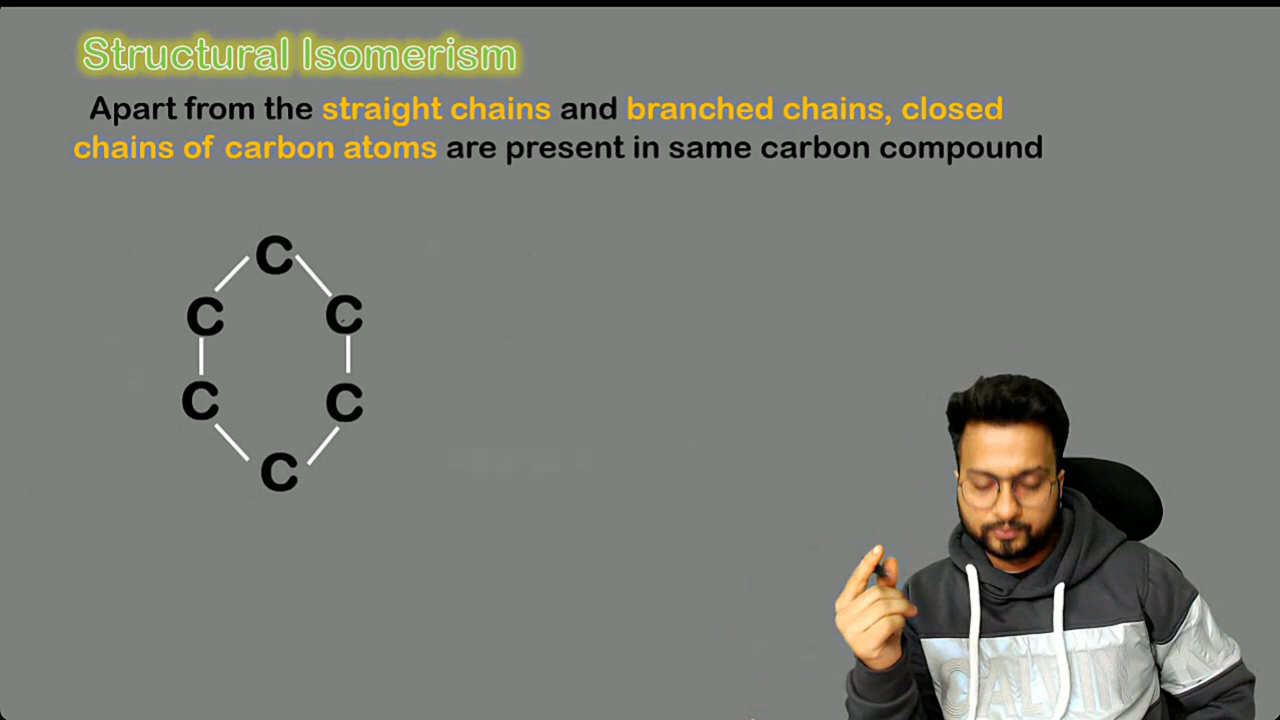 Structural Isomerism
Apart from the straight chains and branched chains, closed
chains of carbon atoms are present in same carbon compound
C
C C
C C
C
CALVIN